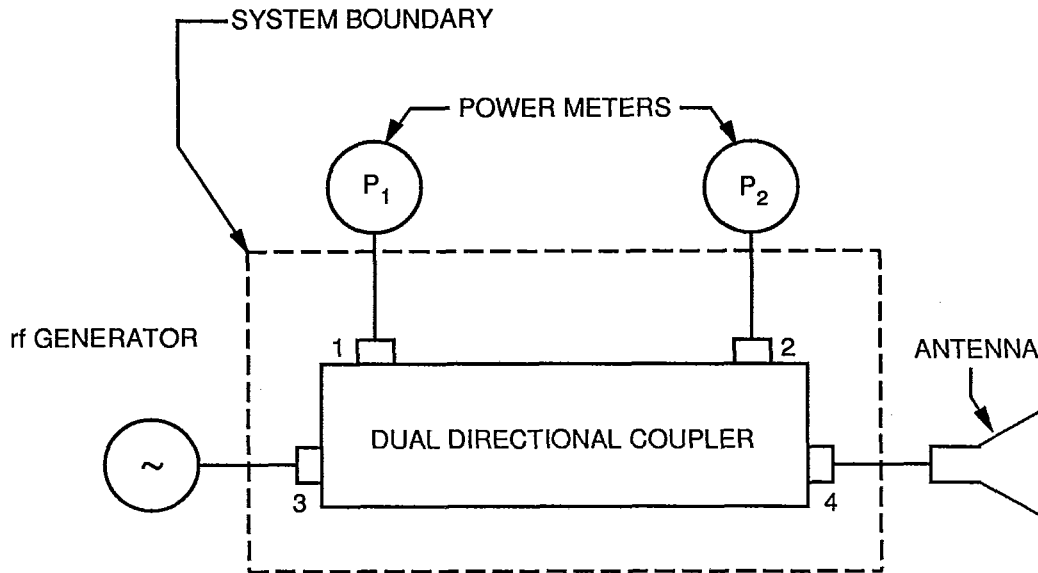 SYSTEM BOUNDARY
POWER METERS
P1
P2
rf GENERATOR
1
2
ANTENNA
DUAL DIRECTIONAL COUPLER
~
3
4